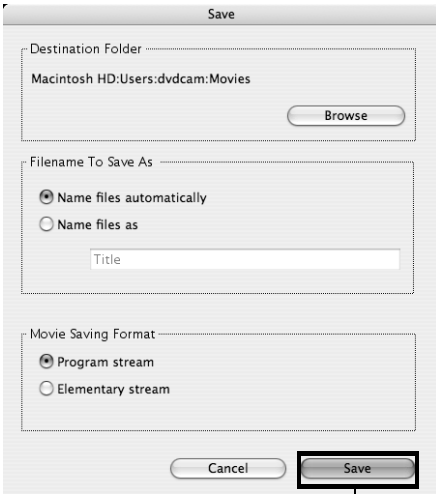 Save
Destination Folder
Macintosh HD:Users:dvdcam:Movies
Browse
Filename To Save As
Name files automatically
Name files as
Title
Movie Saving Format
Program stream
Elementary stream
Cancel Save